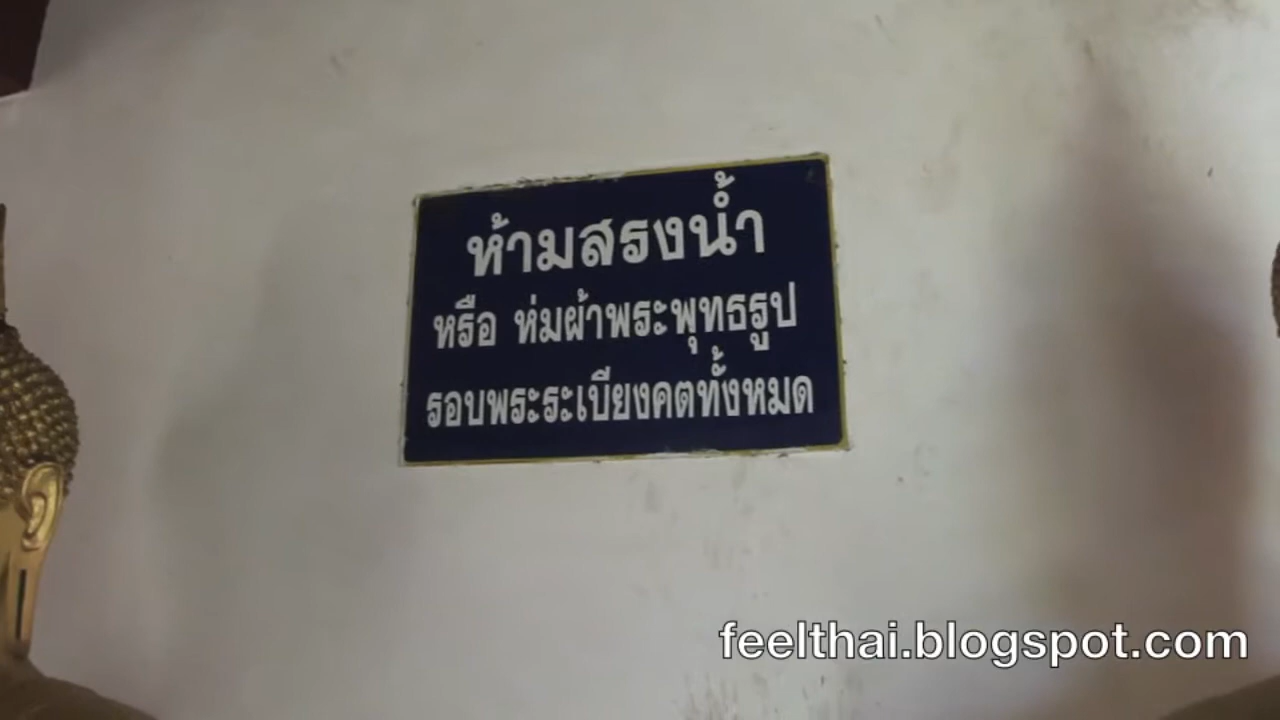 ห้ามสรงน้ำ
หรือ ห่มผ้าพระพุทธรูป
รอบพระระเบียงคตทั้งหมด
feelthai.blogspot.com